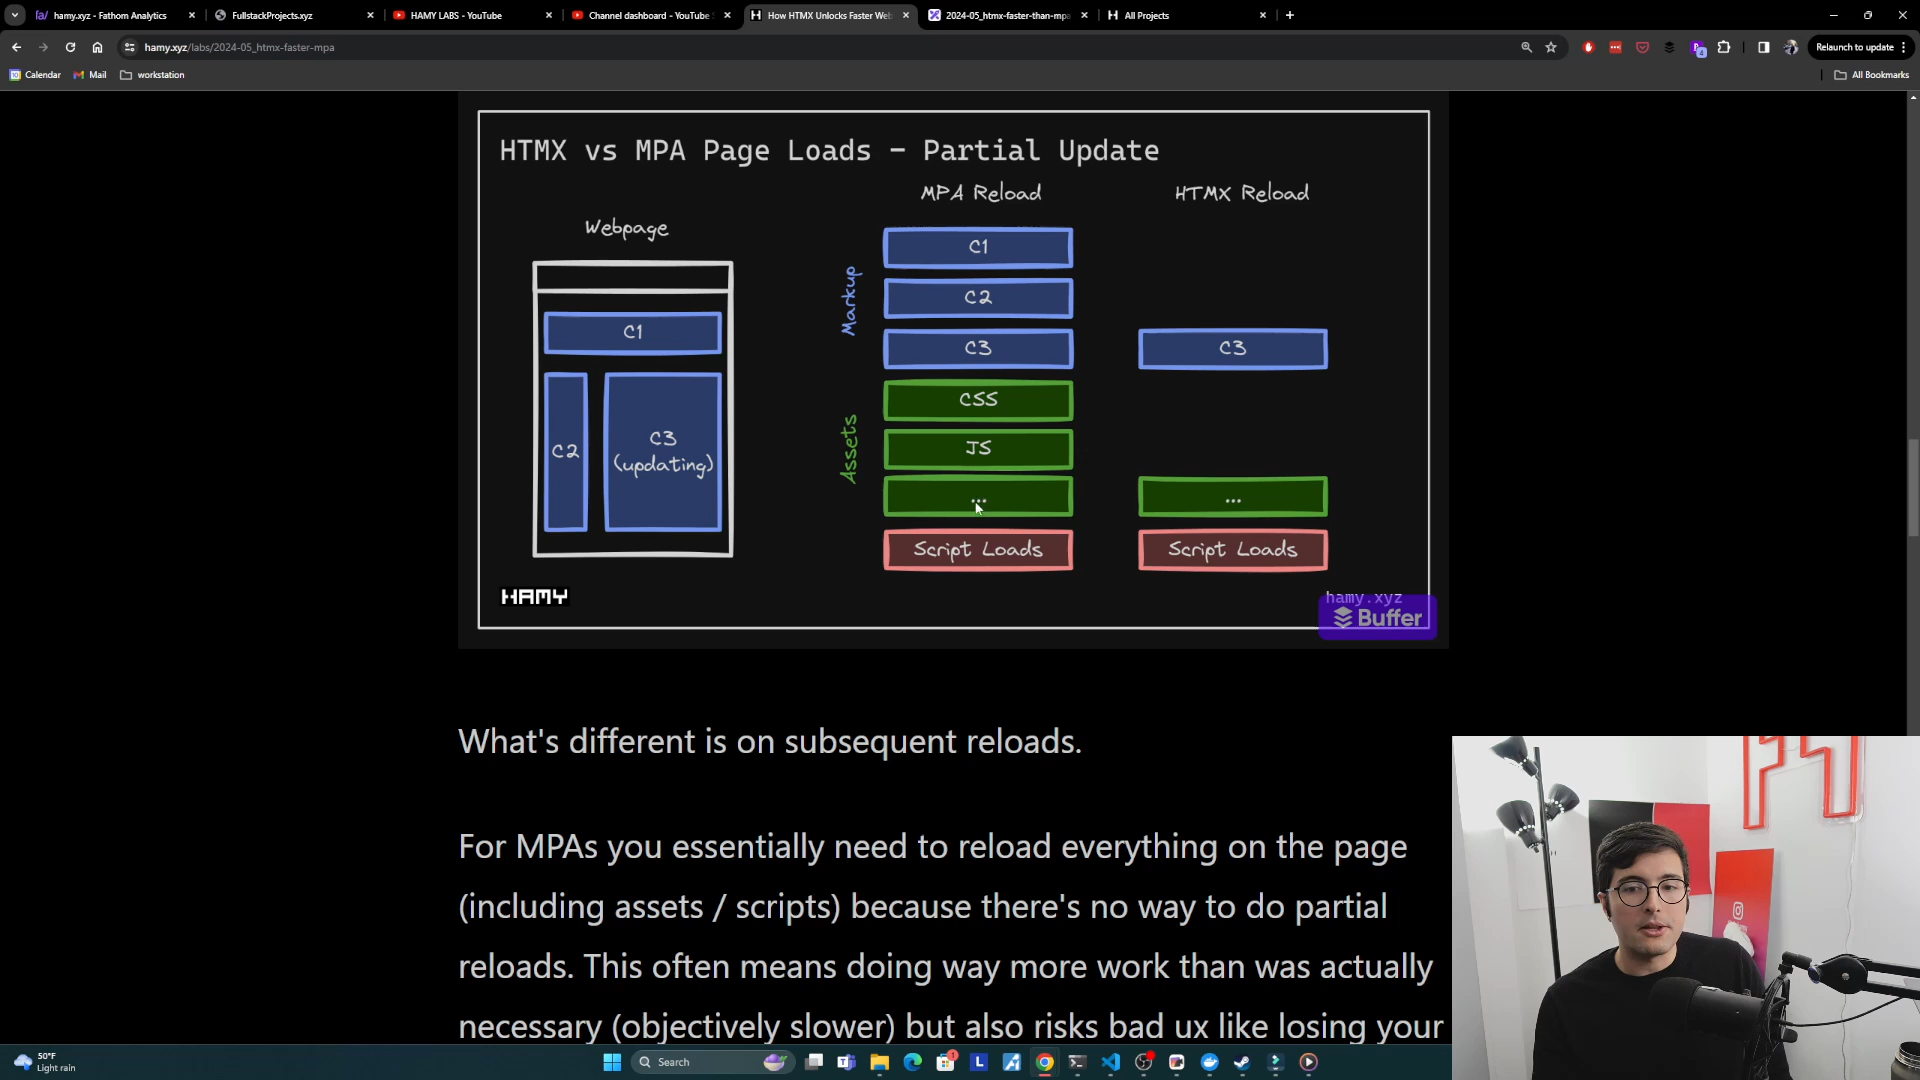 hamy.xyz - Fathom Analytics
FullstackProjects.xyz
HAMY LABS - YouTube
Channel dashboard - YouTube
How HTMX Unlocks Faster Web
2024-05_htmx-faster-than-mpa
All Projects
hamy.xyz/labs/2024-05_htmx-faster-mpa
Relaunch to update
Calendar
Mail
workstation
All Bookmarks
HTMX vs MPA Page Loads - Partial Update
MPA Reload
HTMX Reload
Webpage
C1
C2
C3
(updating)
Markup
Assets
C1
C2
C3
CSS
JS
...
Script Loads
C3
...
Script Loads
HAMY
hamy.xyz
Buffer
What's different is on subsequent reloads.
For MPAs you essentially need to reload everything on the page
(including assets / scripts) because there's no way to do partial
reloads. This often means doing way more work than was actually
necessary (objectively slower) but also risks bad ux like losing your
50°F
Light rain
Search